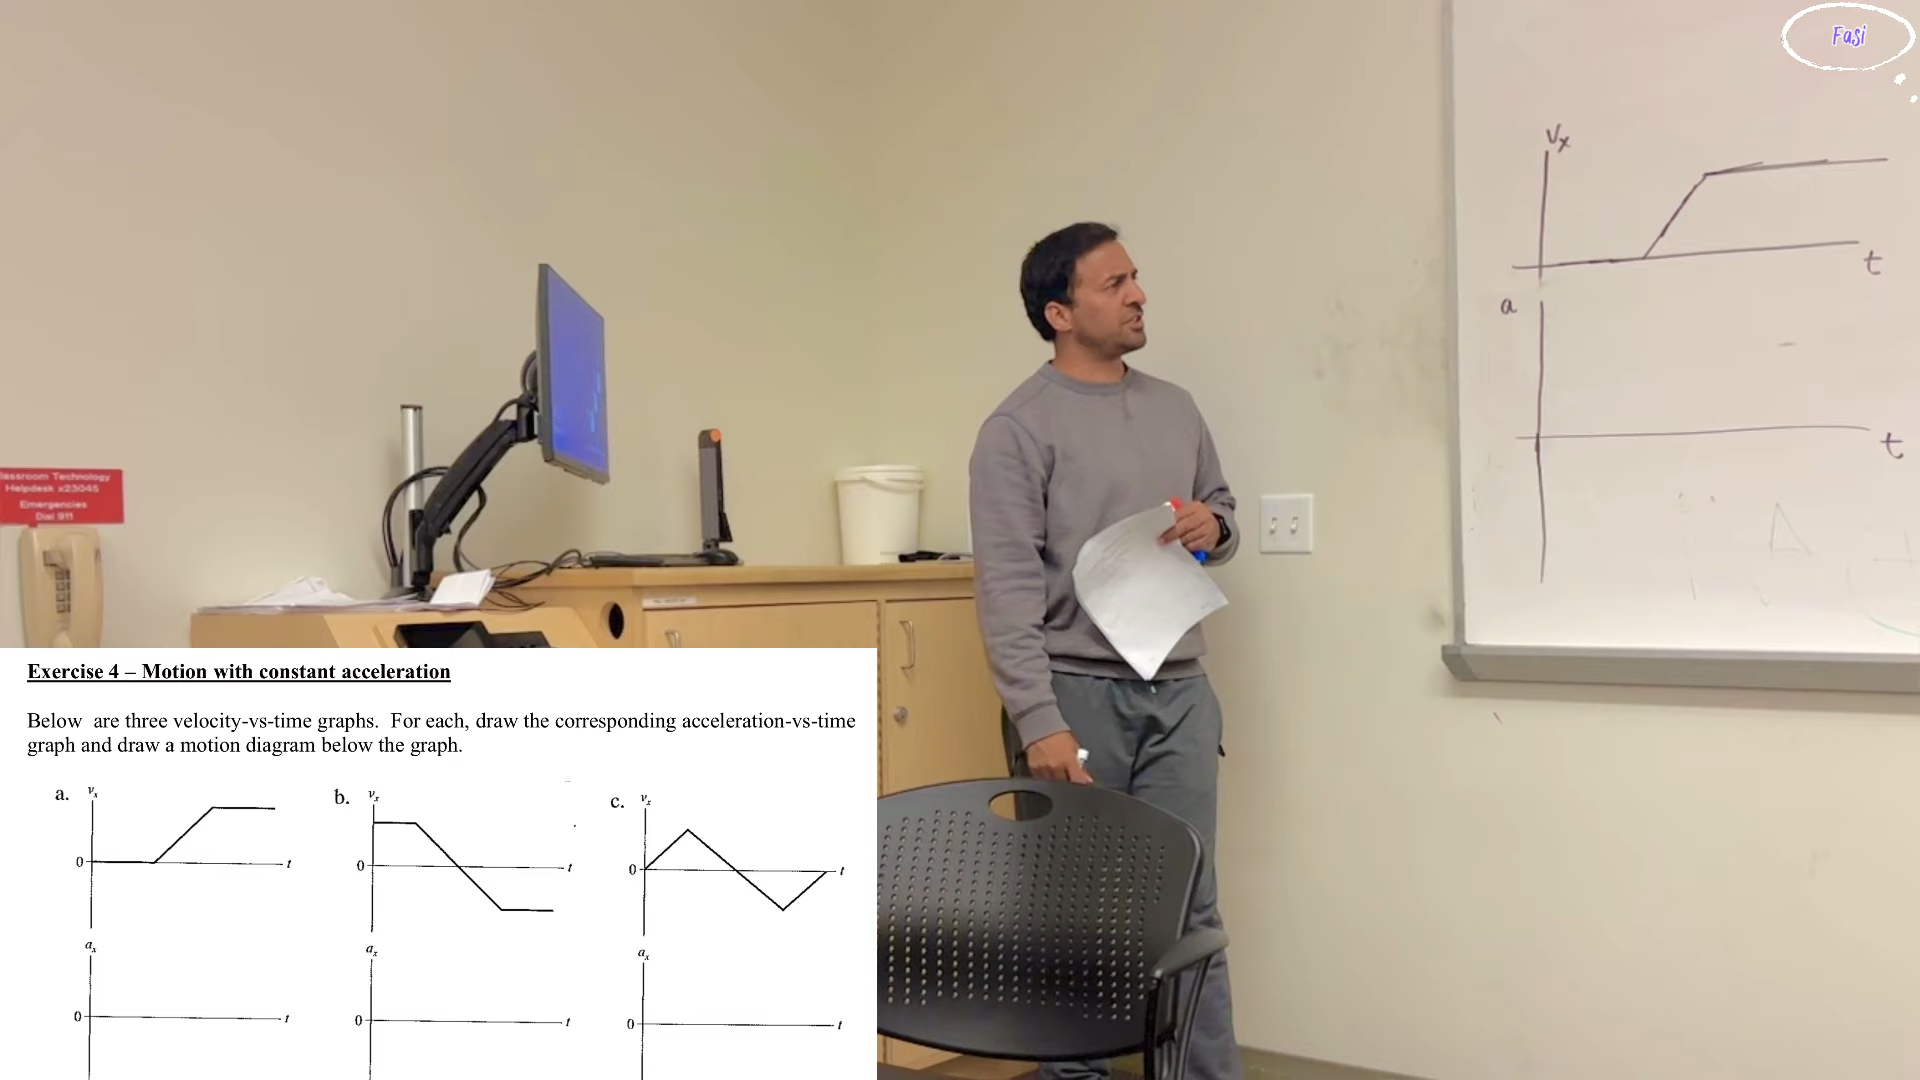 Fasi
Vx
t
a
t
lassroom Technology
Helpdesk x23045
Emergencies
Dial 911
Exercise 4 – Motion with constant acceleration
Below are three velocity-vs-time graphs. For each, draw the corresponding acceleration-vs-time
graph and draw a motion diagram below the graph.
a. vx b. vx c. vx
0 t 0 t 0 t
ax ax ax
0 t 0 t 0 t